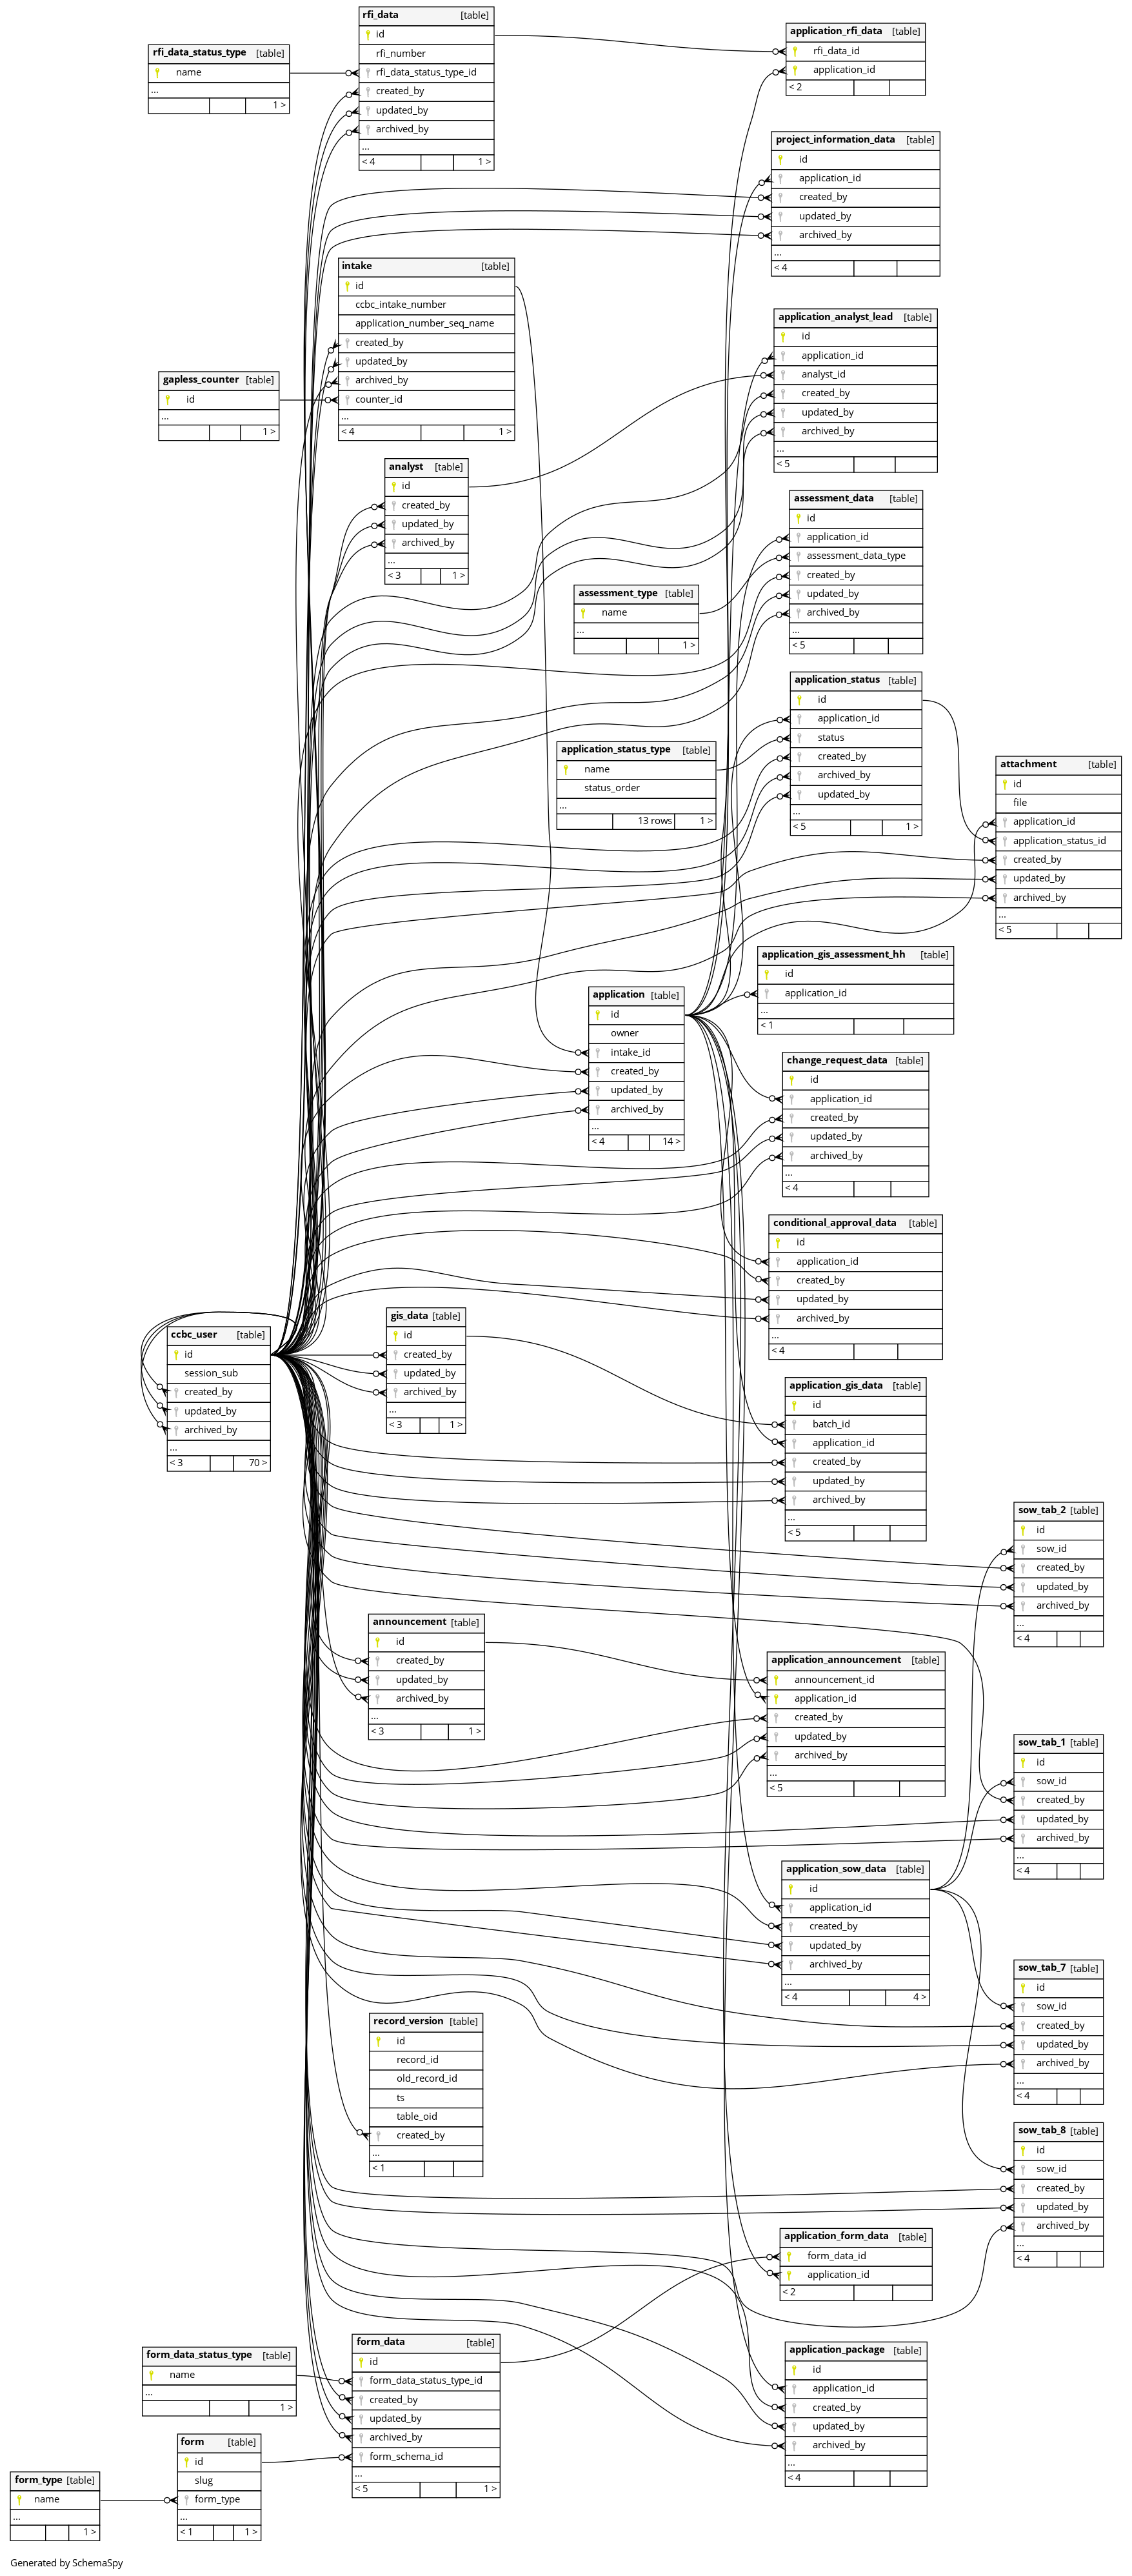 rfi_data [table]
id
rfi_number
rfi_data_status_type_id
created_by
updated_by
archived_by
...
< 4 1 >
application_rfi_data [table]
rfi_data_id
application_id
< 2
rfi_data_status_type [table]
name
...
1 >
project_information_data [table]
id
application_id
created_by
updated_by
archived_by
...
< 4
intake [table]
id
ccbc_intake_number
application_number_seq_name
created_by
updated_by
archived_by
counter_id
...
< 4 1 >
application_analyst_lead [table]
id
application_id
analyst_id
created_by
updated_by
archived_by
...
< 5
gapless_counter [table]
id
...
1 >
analyst [table]
id
created_by
updated_by
archived_by
...
< 3 1 >
assessment_data [table]
id
application_id
assessment_data_type
created_by
updated_by
archived_by
...
< 5
assessment_type [table]
name
...
1 >
application_status [table]
id
application_id
status
created_by
archived_by
updated_by
...
< 5 1 >
application_status_type [table]
name
status_order
...
13 rows 1 >
attachment [table]
id
file
application_id
application_status_id
created_by
updated_by
archived_by
...
< 5
application_gis_assessment_hh [table]
id
application_id
...
< 1
application [table]
id
owner
intake_id
created_by
updated_by
archived_by
...
< 4 14 >
change_request_data [table]
id
application_id
created_by
updated_by
archived_by
...
< 4
conditional_approval_data [table]
id
application_id
created_by
updated_by
archived_by
...
< 4
ccbc_user [table]
id
session_sub
created_by
updated_by
archived_by
...
< 3 70 >
gis_data [table]
id
created_by
updated_by
archived_by
...
< 3 1 >
application_gis_data [table]
id
batch_id
application_id
created_by
updated_by
archived_by
...
< 5
sow_tab_2 [table]
id
sow_id
created_by
updated_by
archived_by
...
< 4
announcement [table]
id
created_by
updated_by
archived_by
...
< 3 1 >
application_announcement [table]
announcement_id
application_id
created_by
updated_by
archived_by
...
< 5
sow_tab_1 [table]
id
sow_id
created_by
updated_by
archived_by
...
< 4
application_sow_data [table]
id
application_id
created_by
updated_by
archived_by
...
< 4 4 >
sow_tab_7 [table]
id
sow_id
created_by
updated_by
archived_by
...
< 4
record_version [table]
id
record_id
old_record_id
ts
table_oid
created_by
...
< 1
sow_tab_8 [table]
id
sow_id
created_by
updated_by
archived_by
...
< 4
application_form_data [table]
form_data_id
application_id
< 2
form_data [table]
id
form_data_status_type_id
created_by
updated_by
archived_by
form_schema_id
...
< 5 1 >
application_package [table]
id
application_id
created_by
updated_by
archived_by
...
< 4
form_data_status_type [table]
name
...
1 >
form [table]
id
slug
form_type
...
< 1 1 >
form_type [table]
name
...
1 >
Generated by SchemaSpy